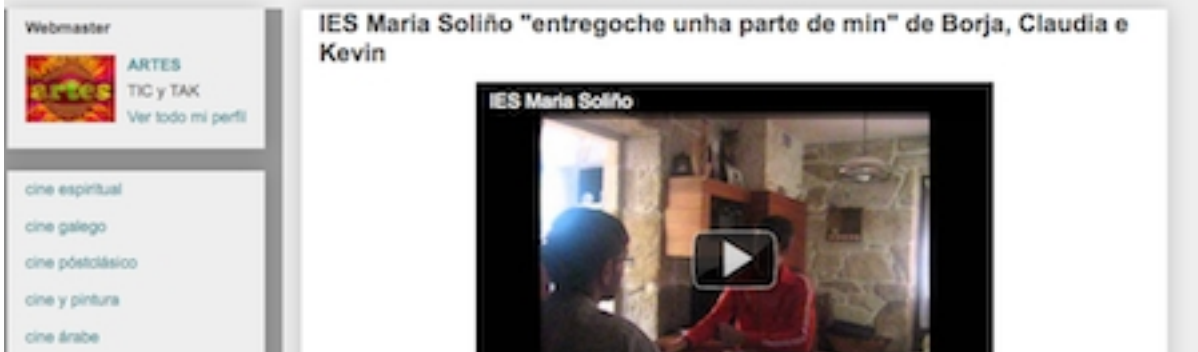 Webmaster
artes
ARTES
TIC y TAK
Ver todo mi perfil
cine espiritual
cine galego
cine póstclásico
cine y pintura
cine árabe
IES Maria Soliño "entregoche unha parte de min" de Borja, Claudia e
Kevin
IES Maria Soliño